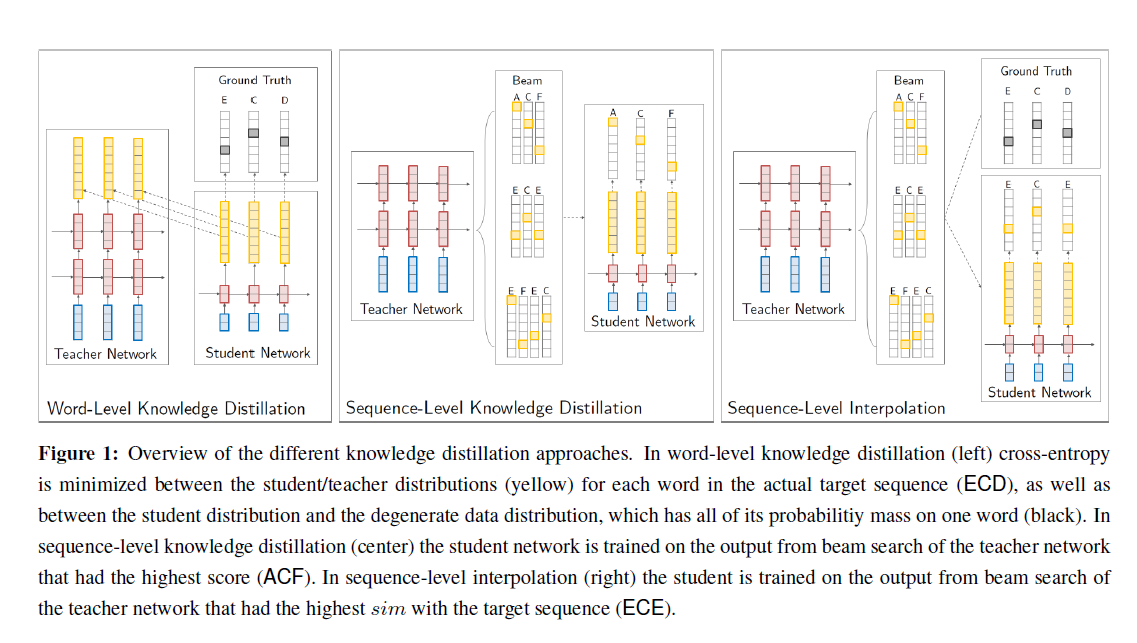 Ground Truth
E C D
Teacher Network
Student Network
Word-Level Knowledge Distillation
Beam
A C F
E C E
E F E C
Teacher Network
A C F
Student Network
Sequence-Level Knowledge Distillation
Beam
A C F
E C E
E F E C
Teacher Network
Ground Truth
E C D
E C E
Student Network
Sequence-Level Interpolation
Figure 1: Overview of the different knowledge distillation approaches. In word-level knowledge distillation (left) cross-entropy
is minimized between the student/teacher distributions (yellow) for each word in the actual target sequence (ECD), as well as
between the student distribution and the degenerate data distribution, which has all of its probabilitiy mass on one word (black). In
sequence-level knowledge distillation (center) the student network is trained on the output from beam search of the teacher network
that had the highest score (ACF). In sequence-level interpolation (right) the student is trained on the output from beam search of
the teacher network that had the highest sim with the target sequence (ECE).